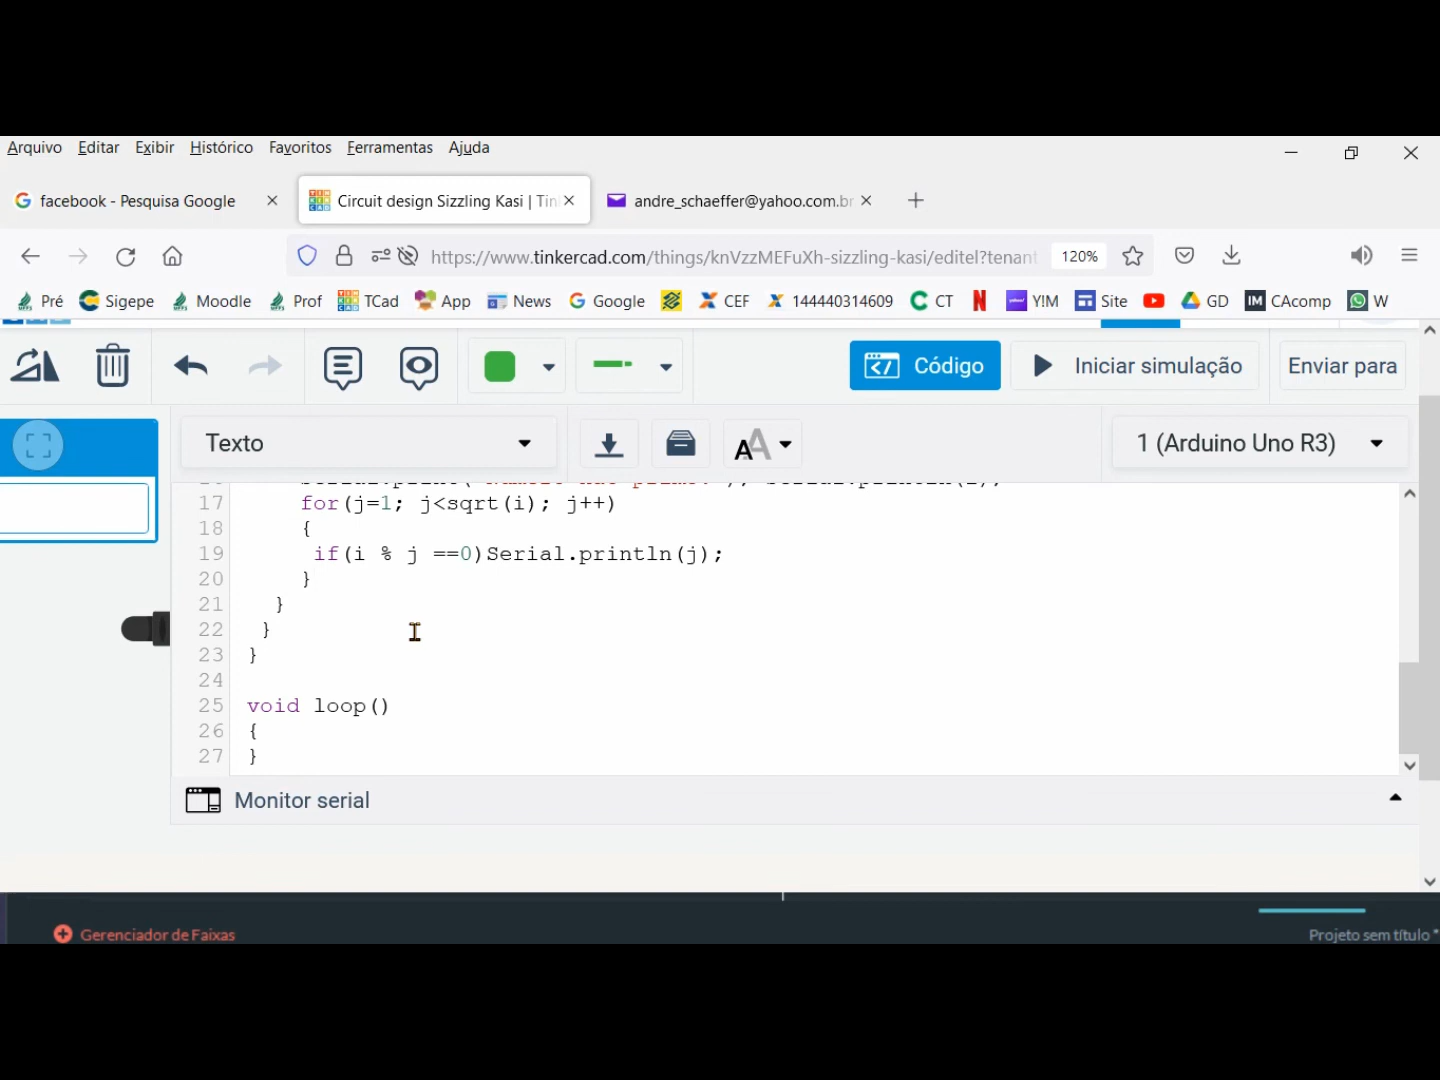 Arquivo Editar Exibir Histórico Favoritos Ferramentas Ajuda
facebook - Pesquisa Google
Circuit design Sizzling Kasi | Tin
andre_schaeffer@yahoo.com.br
https://www.tinkercad.com/things/knVzzMEFuXh-sizzling-kasi/editel?tenant
120%
Pré Sigepe Moodle Prof TCad App News Google CEF 144440314609 CT Y!M Site GD CAcomp W
Código Iniciar simulação Enviar para
Texto 1 (Arduino Uno R3)
17 for(j=1; j<sqrt(i); j++)
18 {
19 if(i % j ==0)Serial.println(j);
20 }
21 }
22 }
23 }
24
25 void loop()
26 {
27 }
Monitor serial
Gerenciador de Faixas
Projeto sem título *